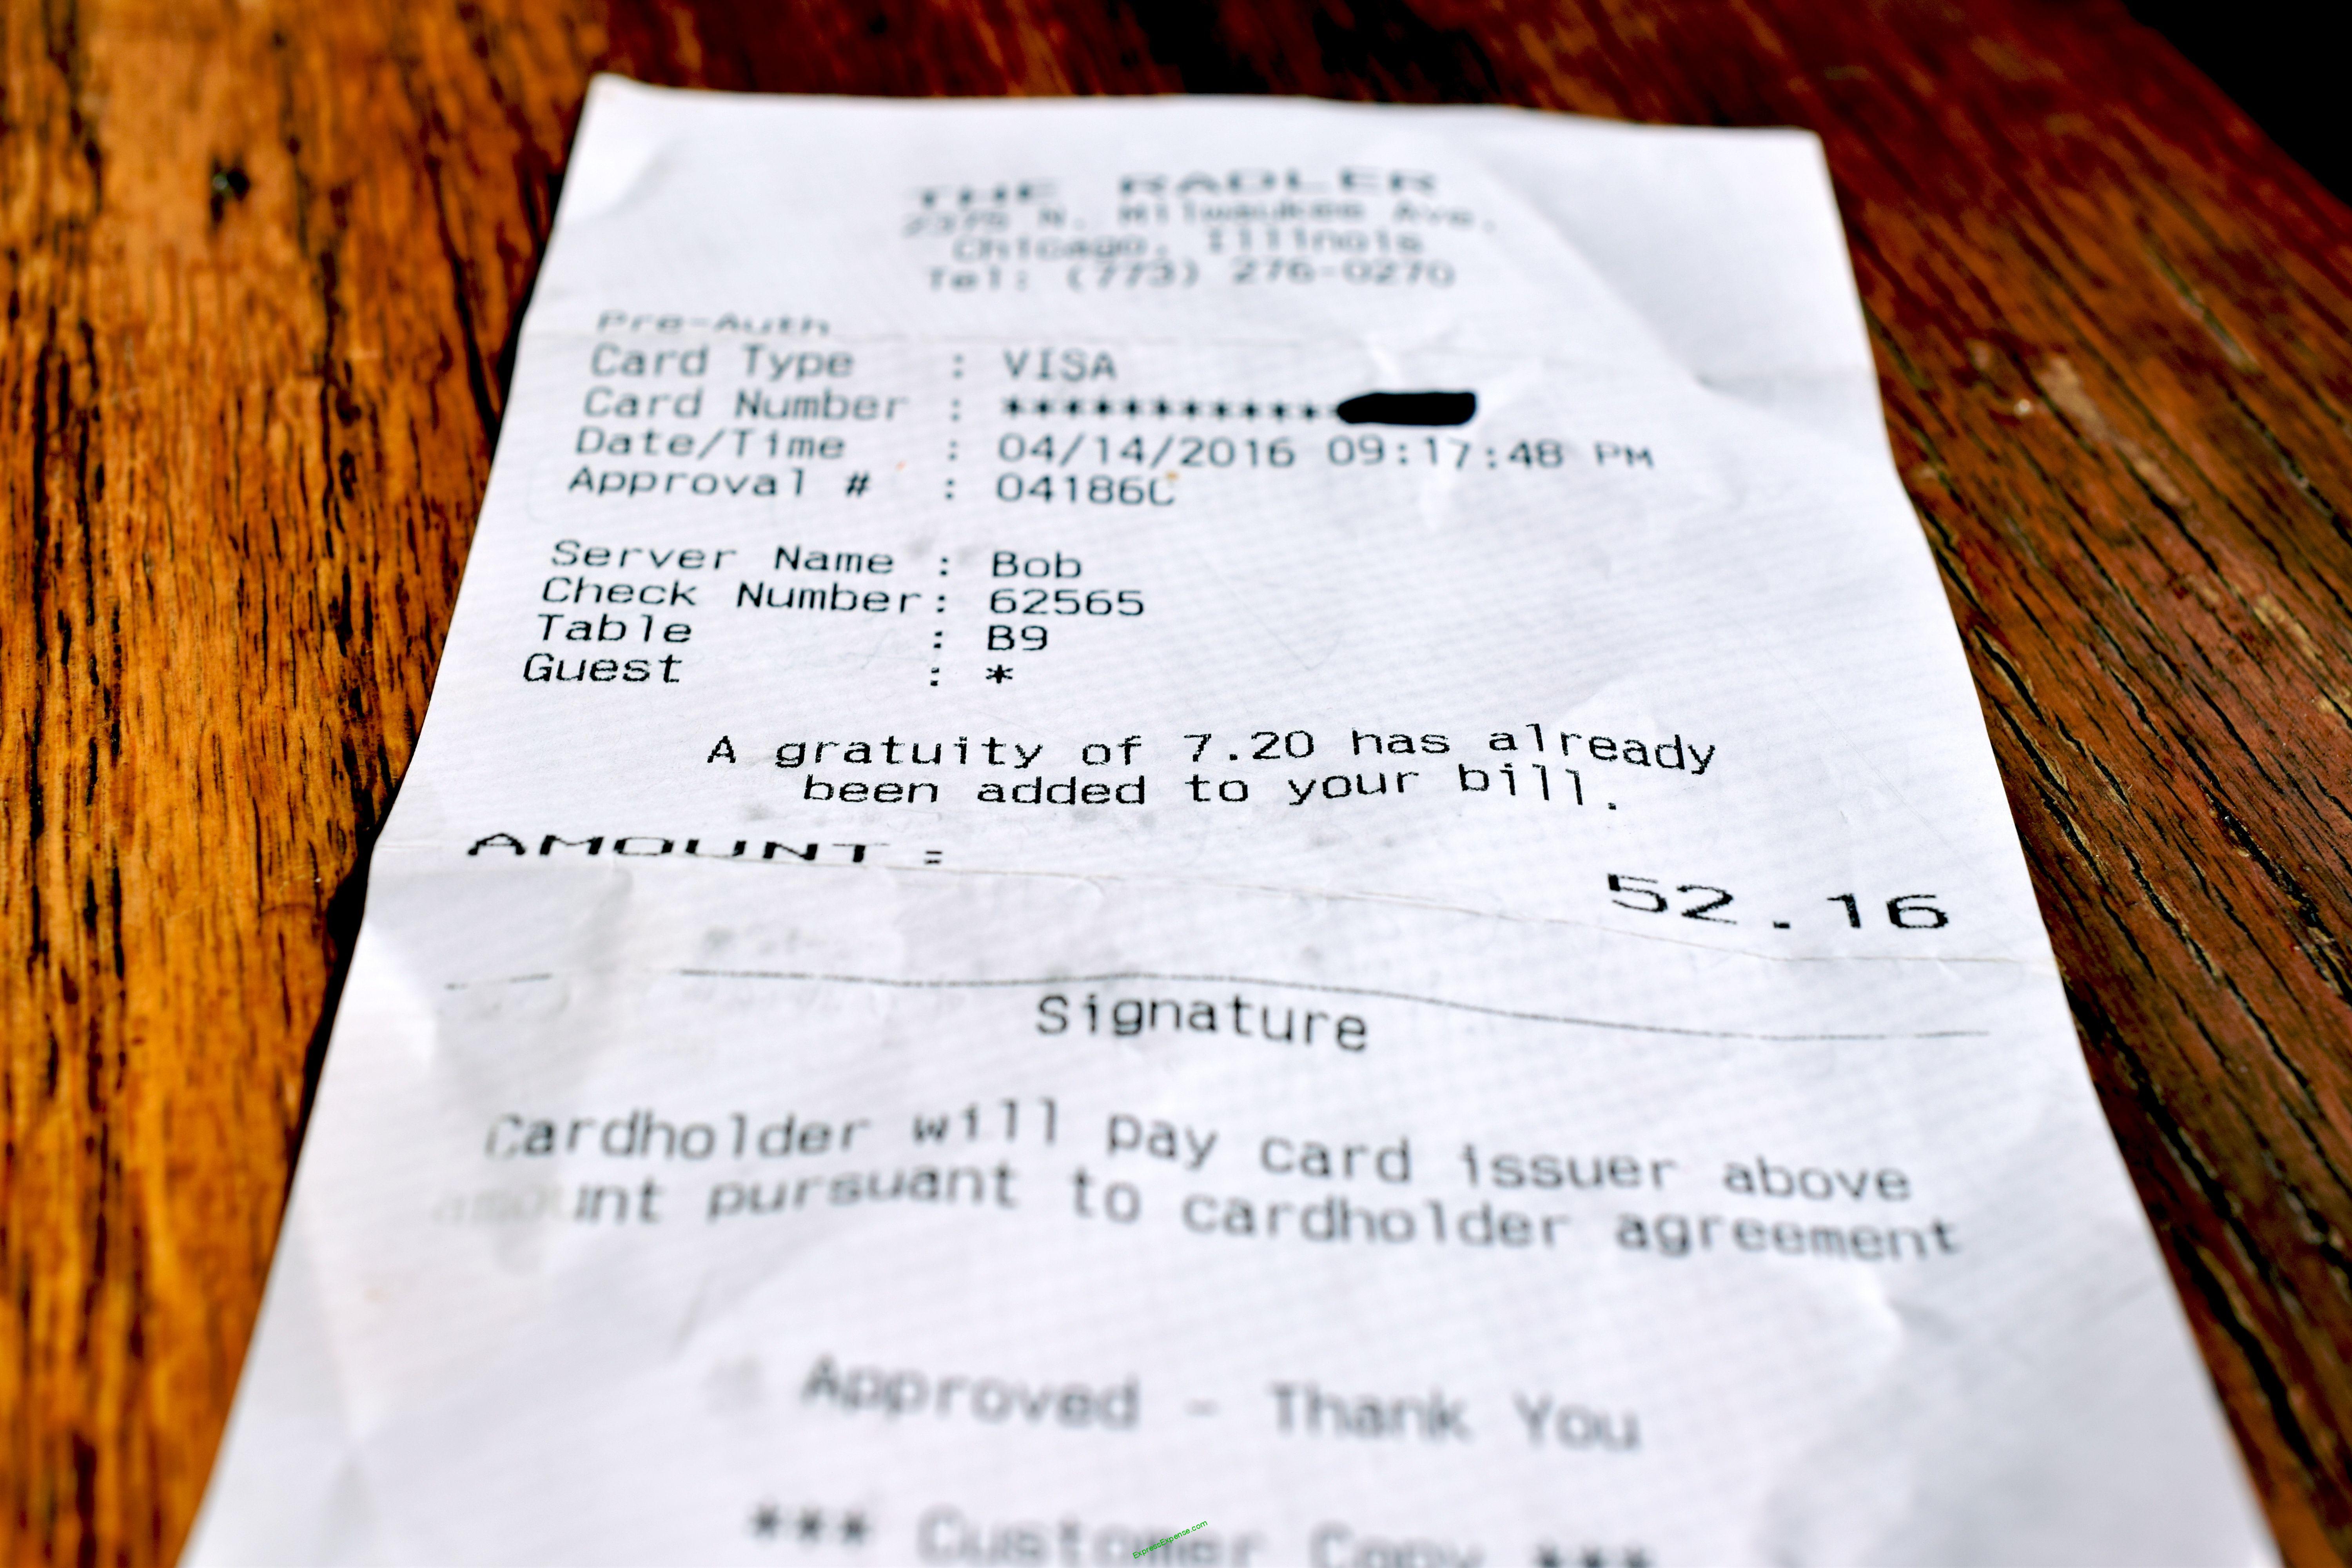 THE RADLER
2375 N. Milwaukee Ave.
Chicago, Illinois
Tel: (773) 276-0270
Pre-Auth
Card Type : VISA
Card Number : ************
Date/Time : 04/14/2016 09:17:48 PM
Approval # : 04186C
Server Name : Bob
Check Number: 62565
Table : B9
Guest : *
A gratuity of 7.20 has already
been added to your bill.
AMOUNT:
52.16
Signature
Cardholder will pay card issuer above
amount pursuant to cardholder agreement
Approved - Thank You
*** Customer Copy ***
ExpressExpense.com